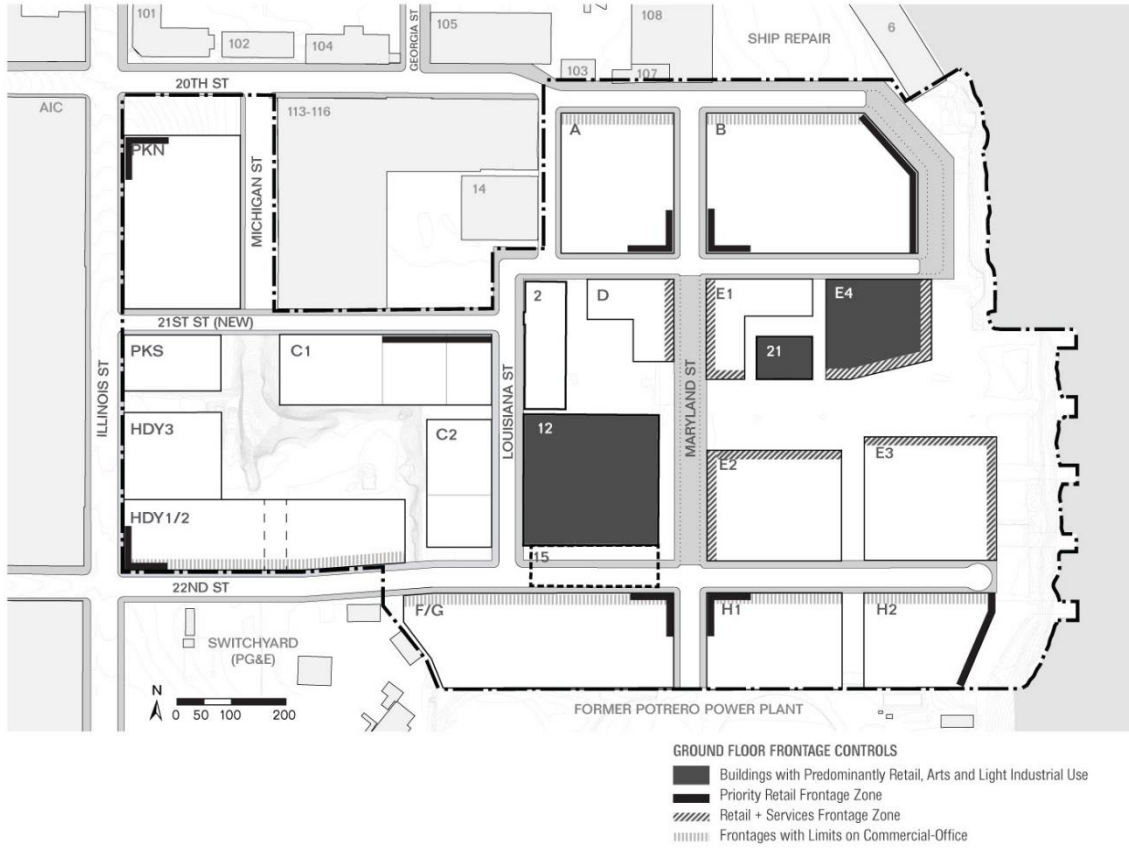 101
102
104
GEORGIA ST
105
108
103
107
SHIP REPAIR
6
20TH ST
AIC
113-116
A
B
PKN
MICHIGAN ST
14
2
D
E1
E4
21ST ST (NEW)
PKS
C1
21
ILLINOIS ST
LOUISIANA ST
MARYLAND ST
HDY3
C2
12
E2
E3
HDY1/2
15
22ND ST
F/G
H1
H2
SWITCHYARD
(PG&E)
N
0 50 100 200
FORMER POTRERO POWER PLANT
GROUND FLOOR FRONTAGE CONTROLS
Buildings with Predominantly Retail, Arts and Light Industrial Use
Priority Retail Frontage Zone
Retail + Services Frontage Zone
Frontages with Limits on Commercial-Office